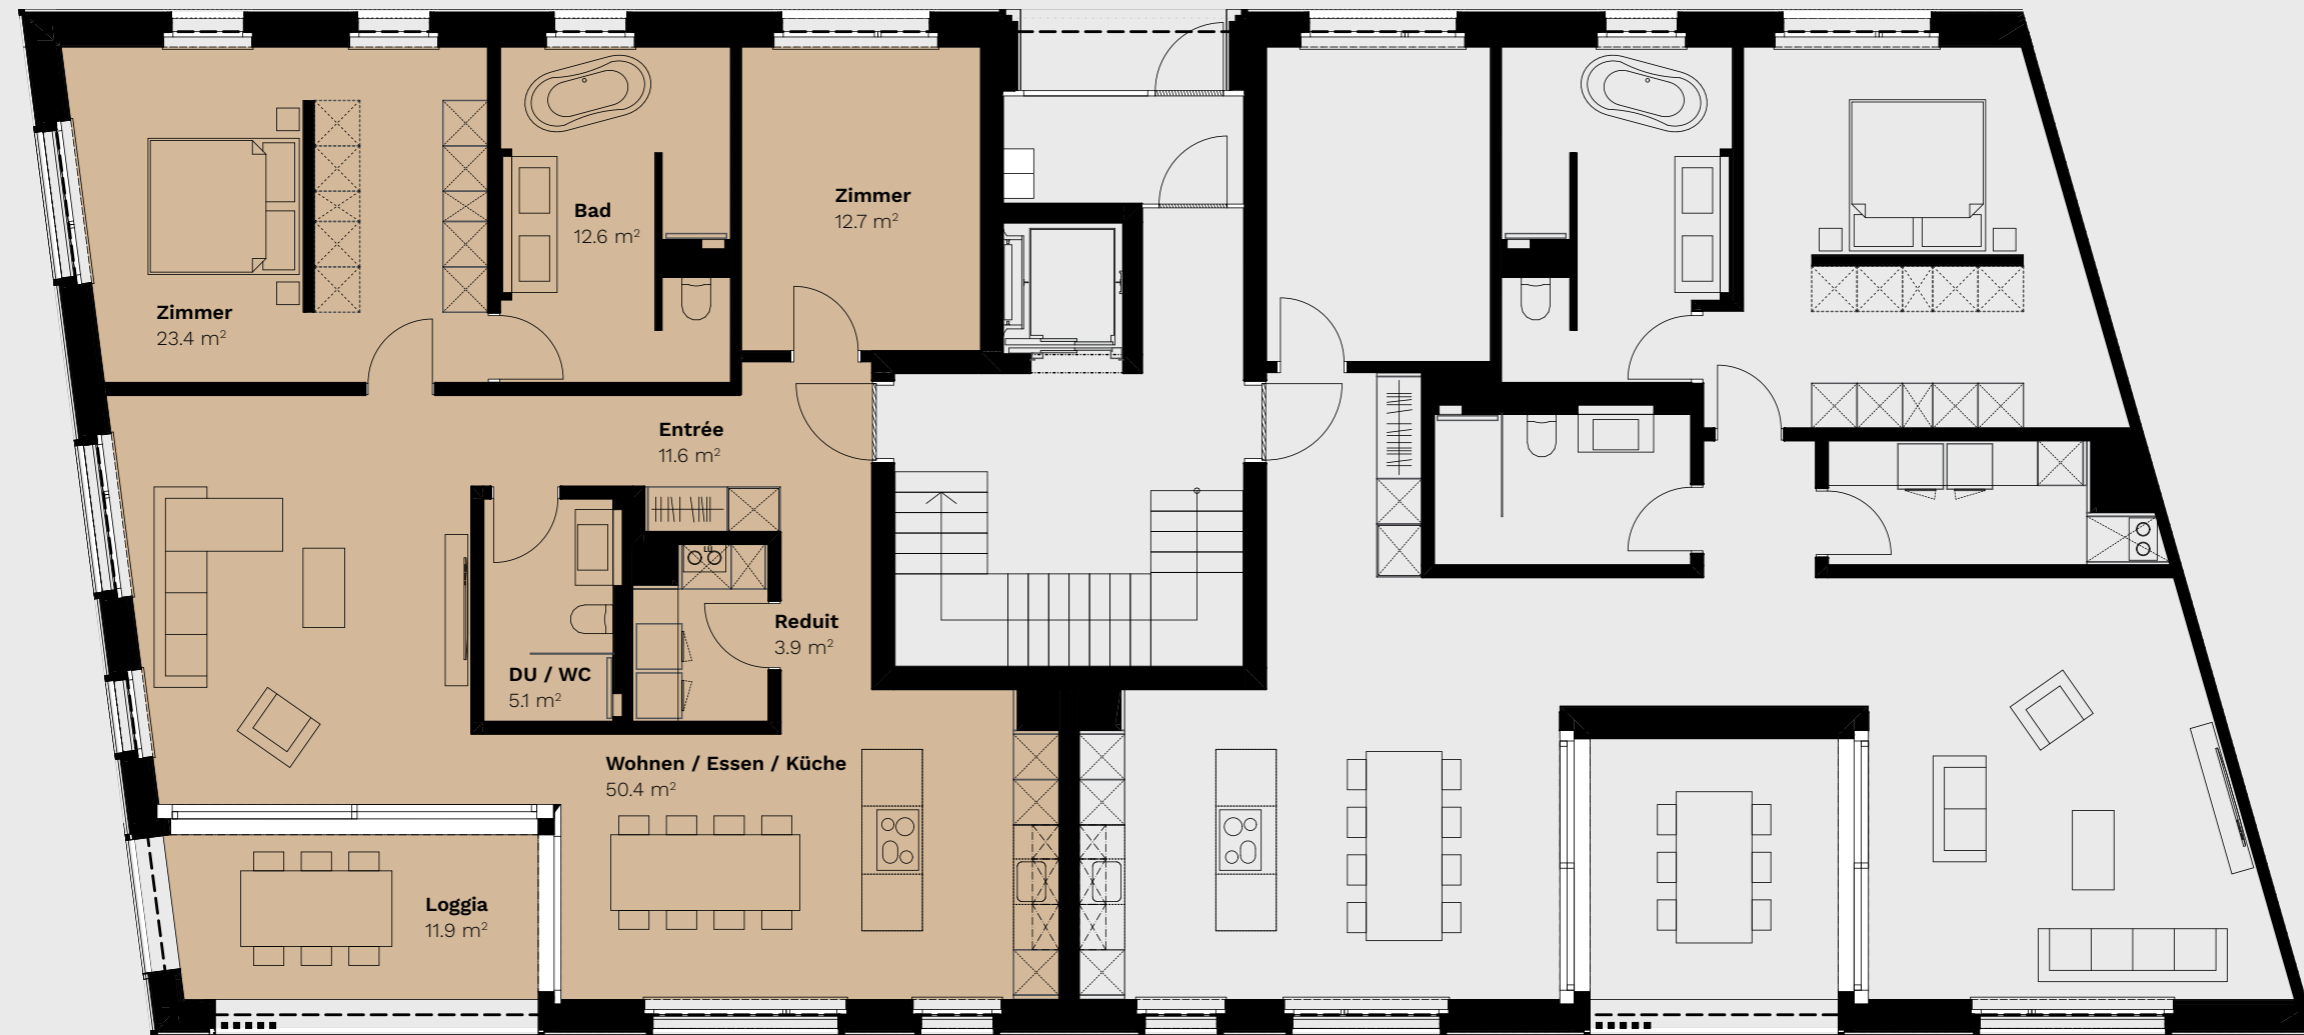 Zimmer
23.4 m²
Bad
12.6 m²
Zimmer
12.7 m²
Entrée
11.6 m²
LÜ
Reduit
3.9 m²
DU / WC
5.1 m²
Wohnen / Essen / Küche
50.4 m²
Loggia
11.9 m²